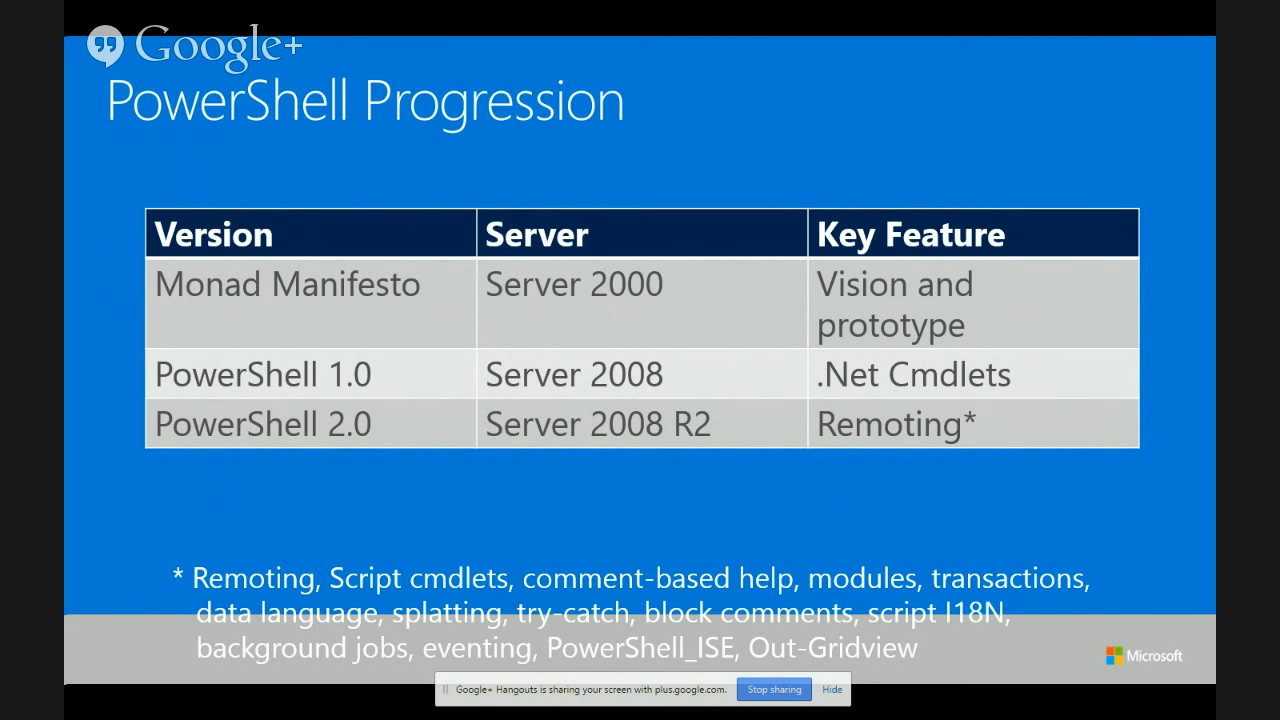 Google+
PowerShell Progression
Version Server Key Feature
Monad Manifesto Server 2000 Vision and
prototype
PowerShell 1.0 Server 2008 .Net Cmdlets
PowerShell 2.0 Server 2008 R2 Remoting*
* Remoting, Script cmdlets, comment-based help, modules, transactions,
data language, splatting, try-catch, block comments, script I18N,
background jobs, eventing, PowerShell_ISE, Out-Gridview
Microsoft
Google+ Hangouts is sharing your screen with plus.google.com. Stop sharing Hide